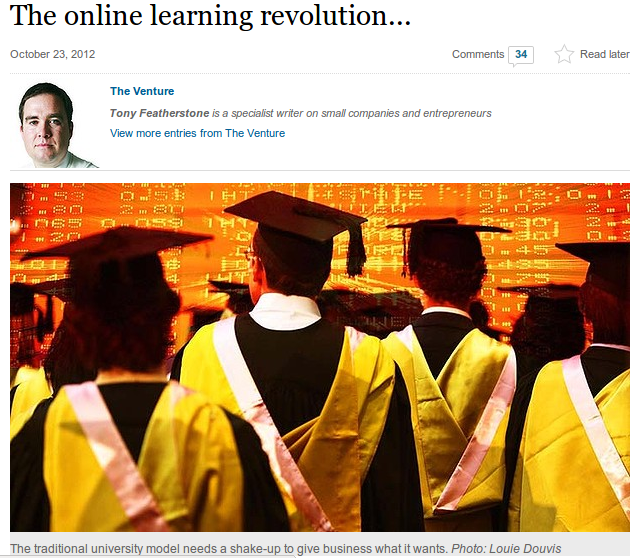 The online learning revolution...
October 23, 2012
Comments 34 Read later
The Venture
Tony Featherstone is a specialist writer on small companies and entrepreneurs
View more entries from The Venture
The traditional university model needs a shake-up to give business what it wants. Photo: Louie Douvis